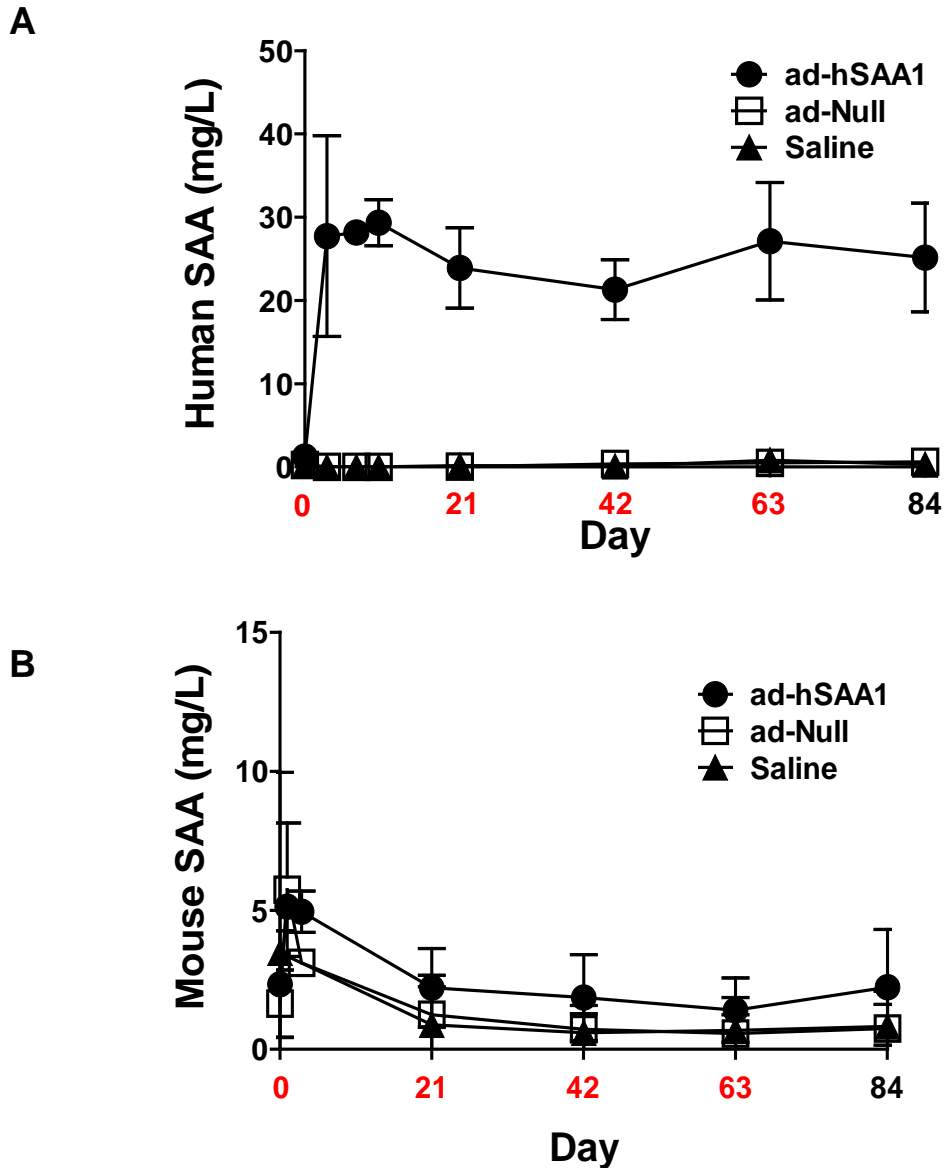 A
Human SAA (mg/L)
50
40
30
20
10
0
ad-hSAA1
ad-Null
Saline
0 21 42 63 84
Day
B
Mouse SAA (mg/L)
15
10
5
0
ad-hSAA1
ad-Null
Saline
0 21 42 63 84
Day